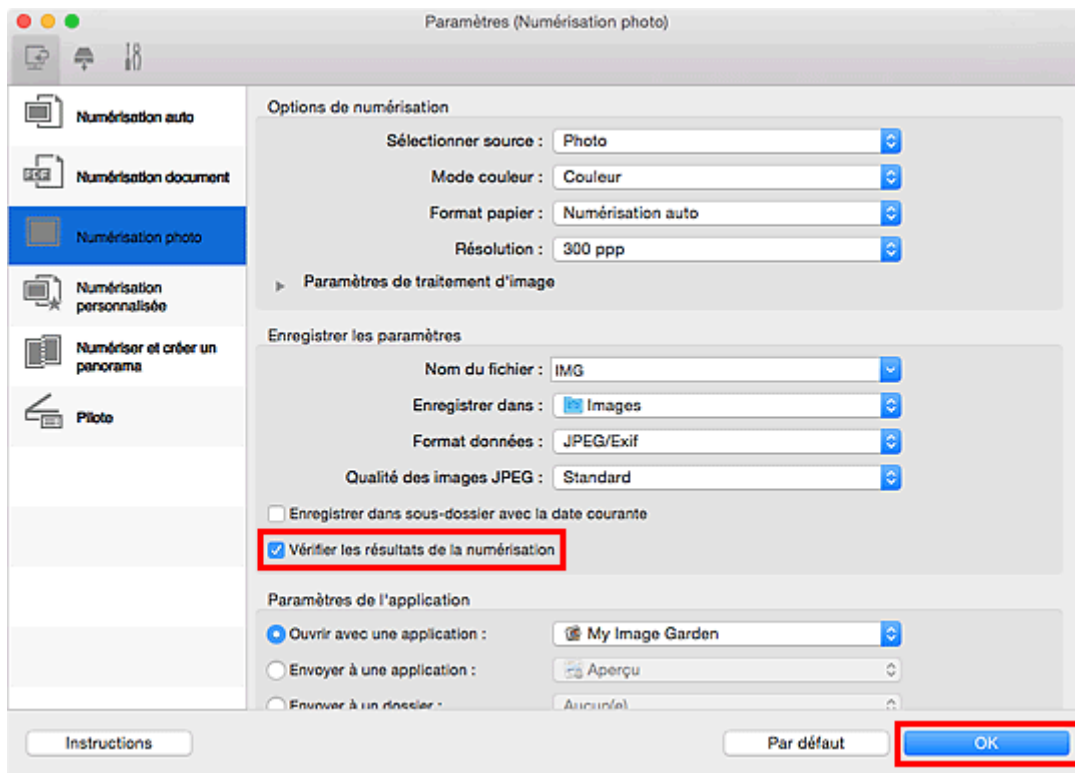 Paramètres (Numérisation photo)
Numérisation auto
Numérisation document
Numérisation photo
Numérisation
personnalisée
Numériser et créer un
panorama
Pilote
Options de numérisation
Sélectionner source : Photo
Mode couleur : Couleur
Format papier : Numérisation auto
Résolution : 300 ppp
Paramètres de traitement d'image
Enregistrer les paramètres
Nom du fichier : IMG
Enregistrer dans : Images
Format données : JPEG/Exif
Qualité des images JPEG : Standard
Enregistrer dans sous-dossier avec la date courante
Vérifier les résultats de la numérisation
Paramètres de l'application
Ouvrir avec une application : My Image Garden
Envoyer à une application : Aperçu
Envoyer à un dossier : Aucun(e)
Instructions
Par défaut
OK